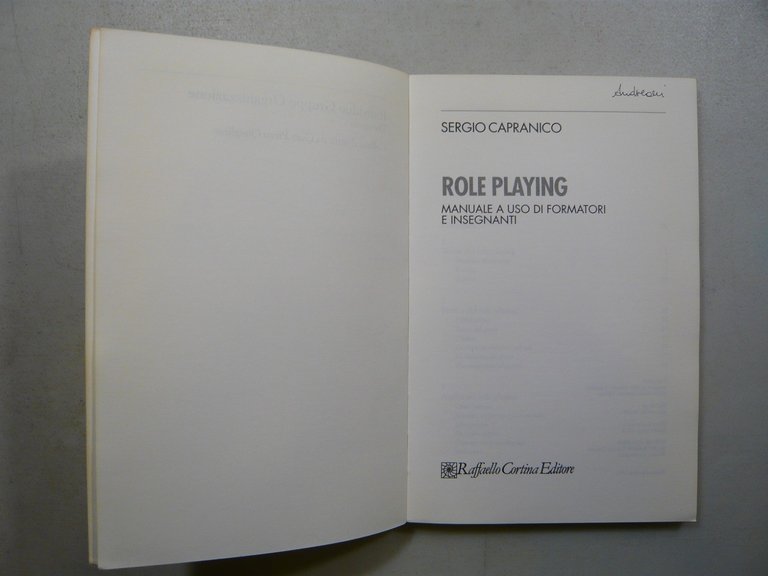 Andreoni
SERGIO CAPRANICO
ROLE PLAYING
MANUALE A USO DI FORMATORI
E INSEGNANTI
Raffaello Cortina Editore